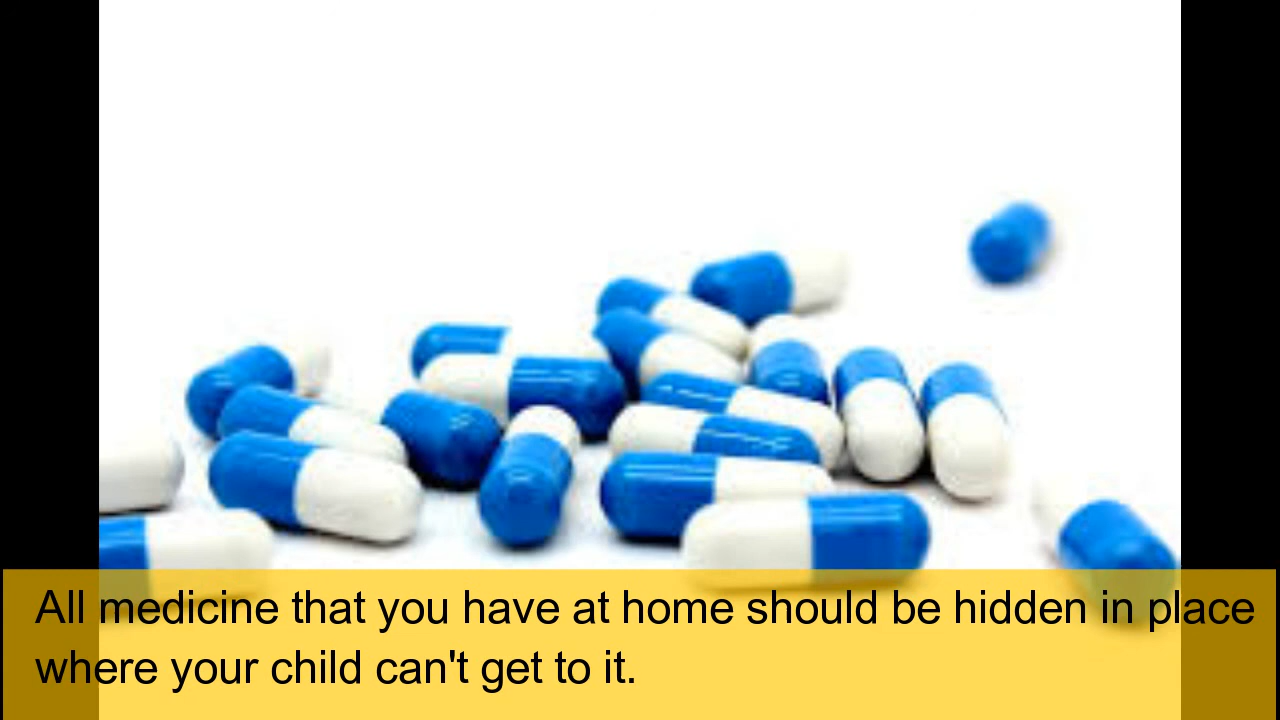 All medicine that you have at home should be hidden in place
where your child can't get to it.